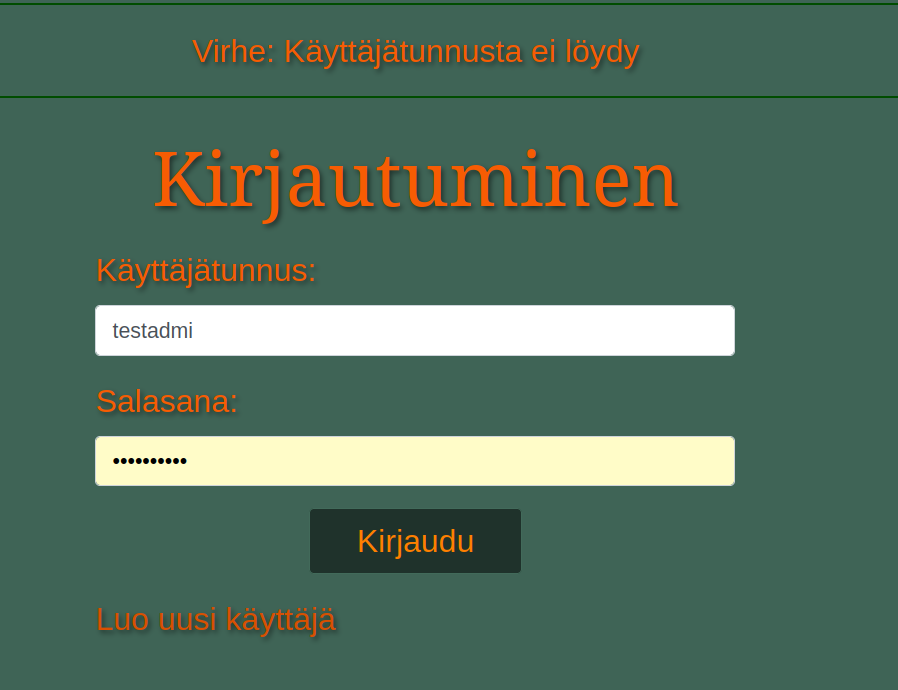 Virhe: Käyttäjätunnusta ei löydy
Kirjautuminen
Käyttäjätunnus:
testadmi
Salasana:
••••••••••
Kirjaudu
Luo uusi käyttäjä